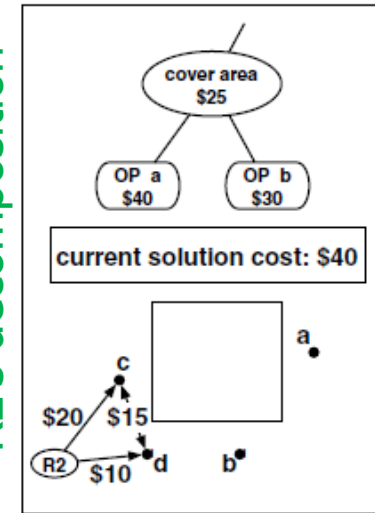 cover area
$25
OP a
$40
OP b
$30
current solution cost: $40
a
c
$20
$15
R2
$10
d
b